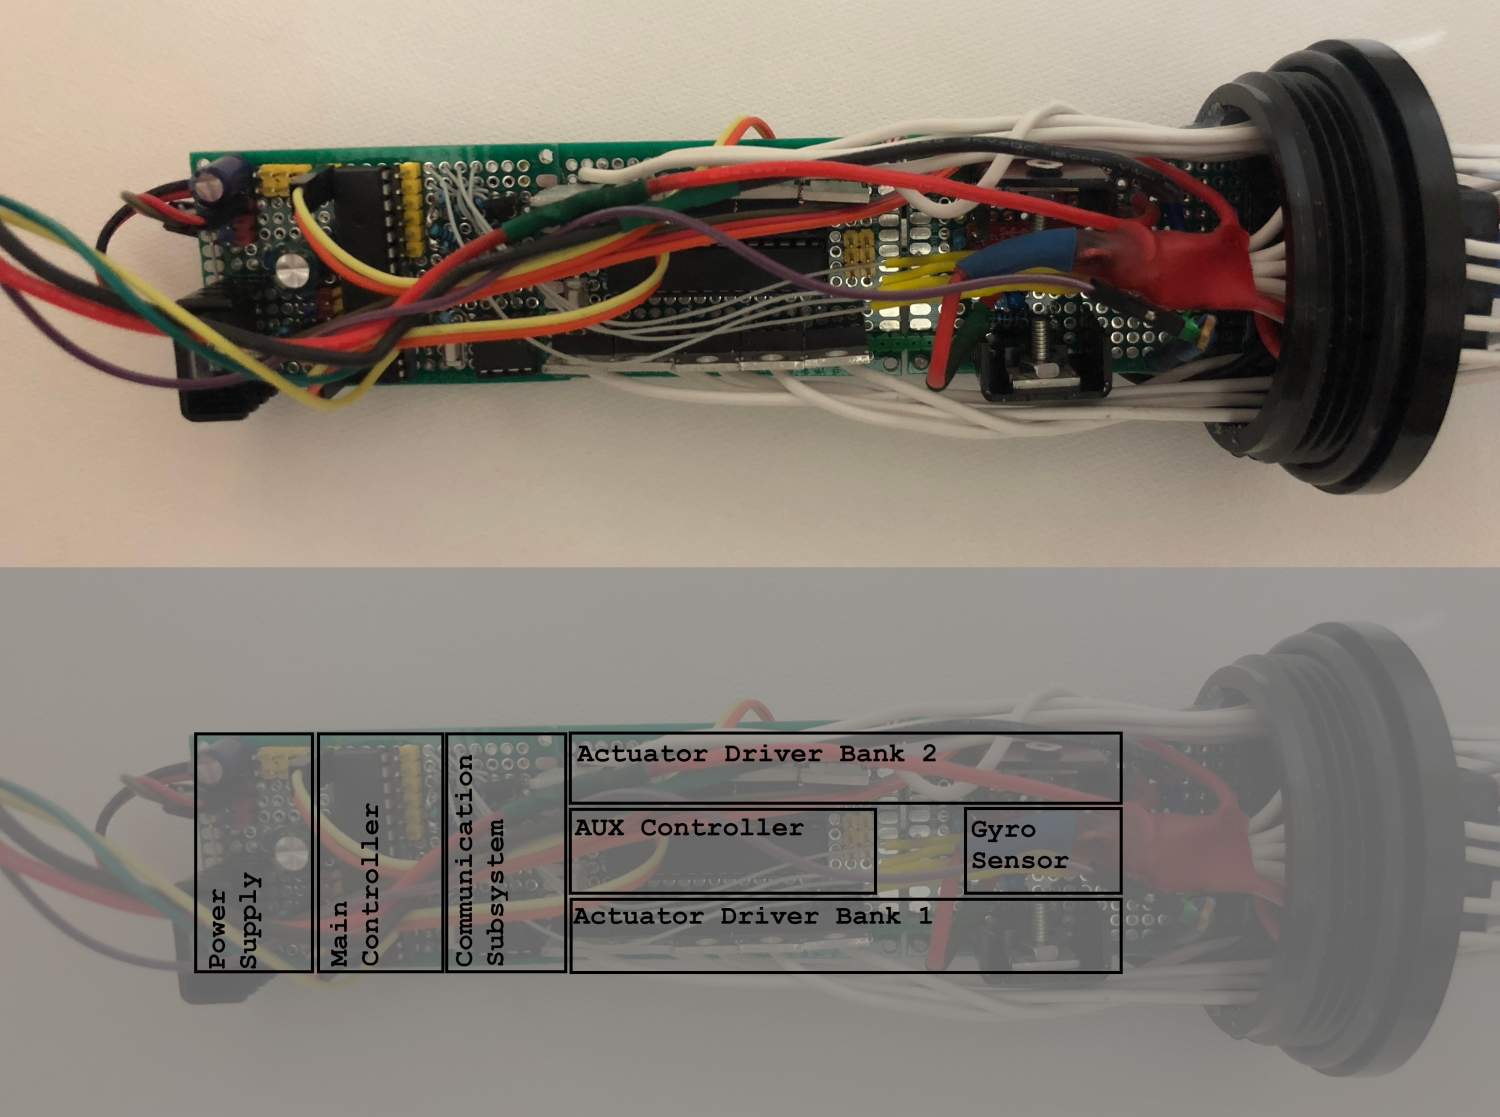 Power
Supply
Main
Controller
Communication
Subsystem
Actuator Driver Bank 2
AUX Controller
Gyro
Sensor
Actuator Driver Bank 1